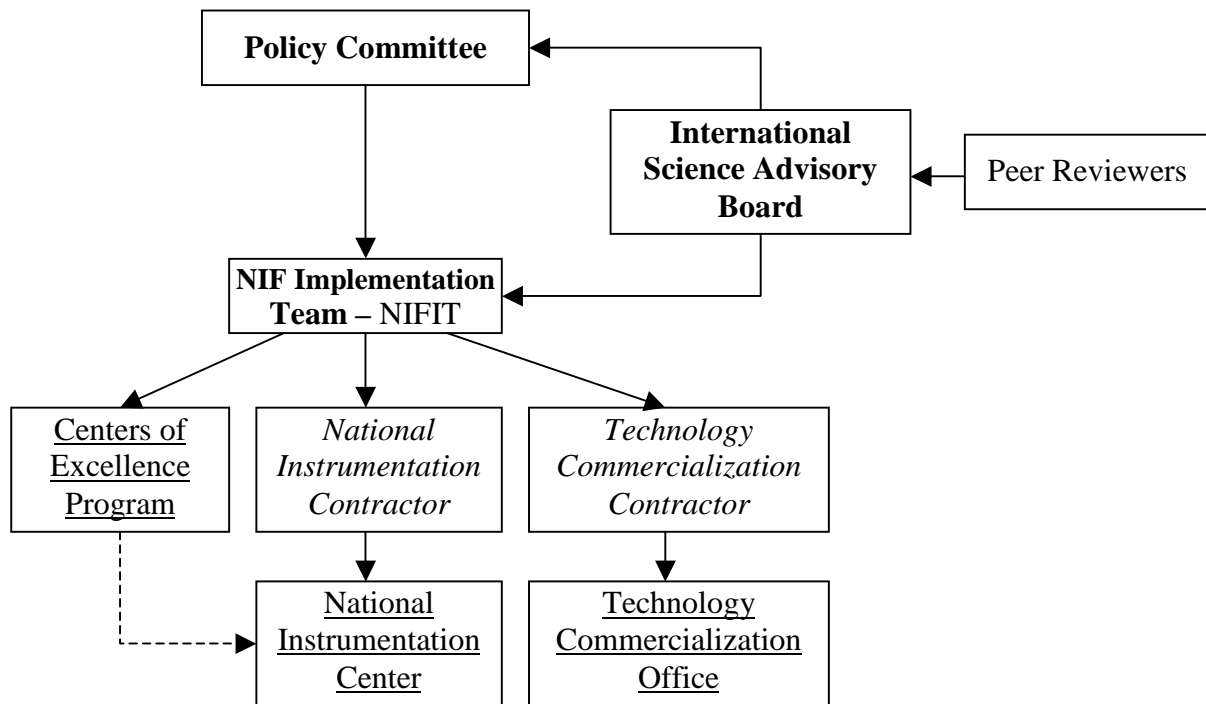 Policy Committee
International
Science Advisory
Board
Peer Reviewers
NIF Implementation
Team – NIFIT
Centers of
Excellence
Program
National
Instrumentation
Contractor
Technology
Commercialization
Contractor
National
Instrumentation
Center
Technology
Commercialization
Office